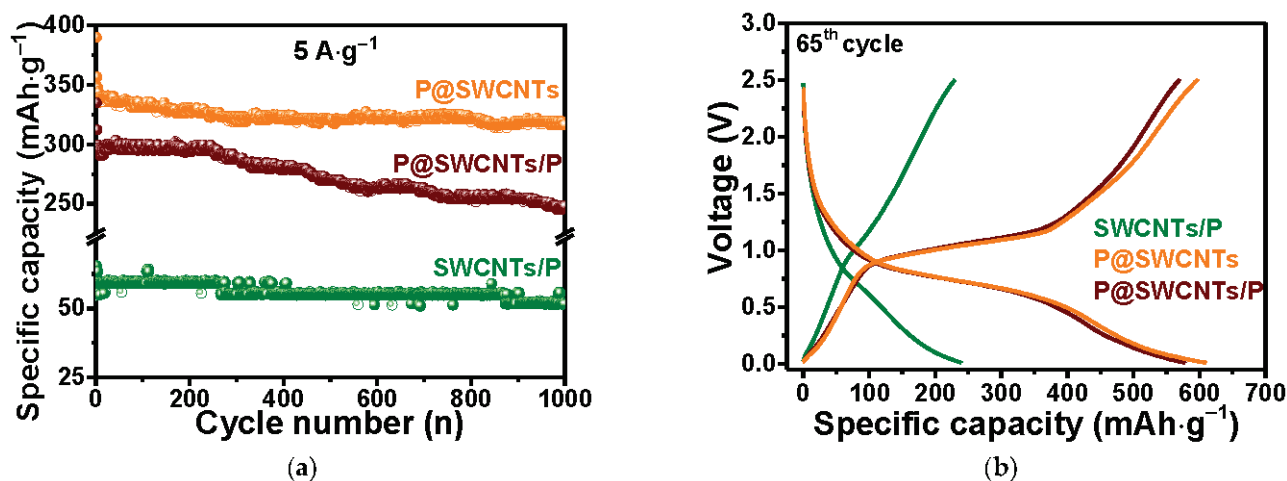 Specific capacity (mAh·g⁻¹)
400
350
300
250
50
25
5 A·g⁻¹
P@SWCNTs
P@SWCNTs/P
SWCNTs/P
0 200 400 600 800 1000
Cycle number (n)
(a)
Voltage (V)
3.0
2.5
2.0
1.5
1.0
0.5
0.0
65th cycle
SWCNTs/P
P@SWCNTs
P@SWCNTs/P
0 100 200 300 400 500 600 700
Specific capacity (mAh·g⁻¹)
(b)